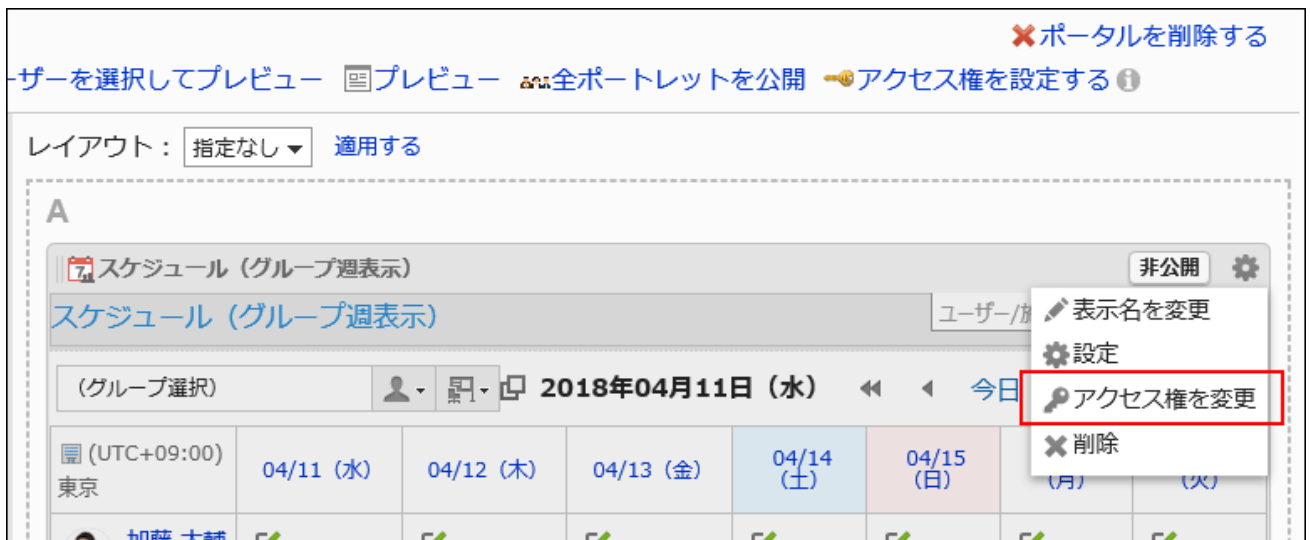 ポータルを削除する
ーザーを選択してプレビュー プレビュー 全ポートレットを公開 アクセス権を設定する
レイアウト： 指定なし 適用する
A
スケジュール（グループ週表示） 非公開
スケジュール（グループ週表示） ユーザー/施
表示名を変更
設定
（グループ選択） 2018年04月11日（水） 今日
アクセス権を変更
削除
(UTC+09:00) 東京
04/11（水） 04/12（木） 04/13（金） 04/14（土） 04/15（日） （月） （火）
加藤